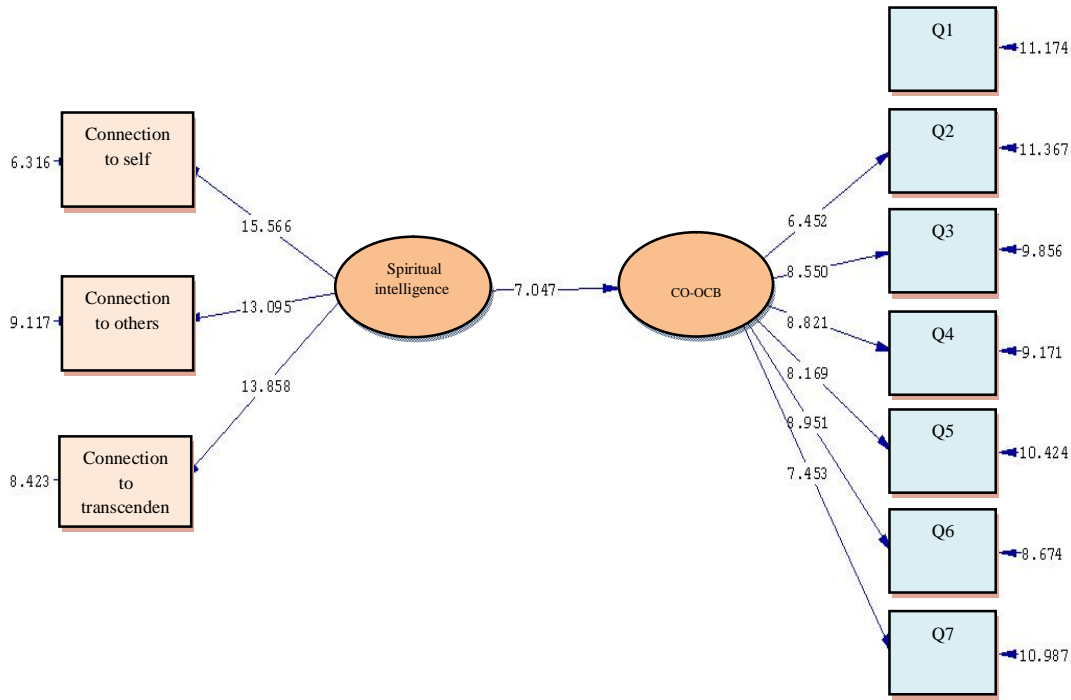 Q1
11.174
Connection
to self
6.316
Q2
11.367
15.566
6.452
Q3
9.856
Spiritual
intelligence
8.550
7.047
CO-OCB
Connection
to others
9.117
13.095
Q4
8.821
9.171
8.169
13.858
Q5
8.951
10.424
Connection
to
transcenden
8.423
7.453
Q6
8.674
Q7
10.987